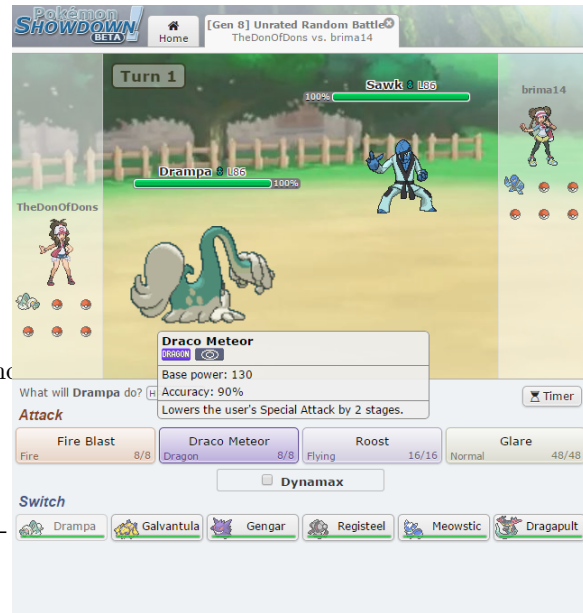 Pokémon
SHOWDOWN!
BETA
Home
[Gen 8] Unrated Random Battle
TheDonOfDons vs. brima14
Turn 1
Sawk L86
100%
brima14
Drampa L86
100%
TheDonOfDons
Draco Meteor
DRAGON
Base power: 130
Accuracy: 90%
Lowers the user's Special Attack by 2 stages.
What will Drampa do? H
Timer
Attack
Fire Blast
Fire 8/8
Draco Meteor
Dragon 8/8
Roost
Flying 16/16
Glare
Normal 48/48
Dynamax
Switch
Drampa
Galvantula
Gengar
Registeel
Meowstic
Dragapult